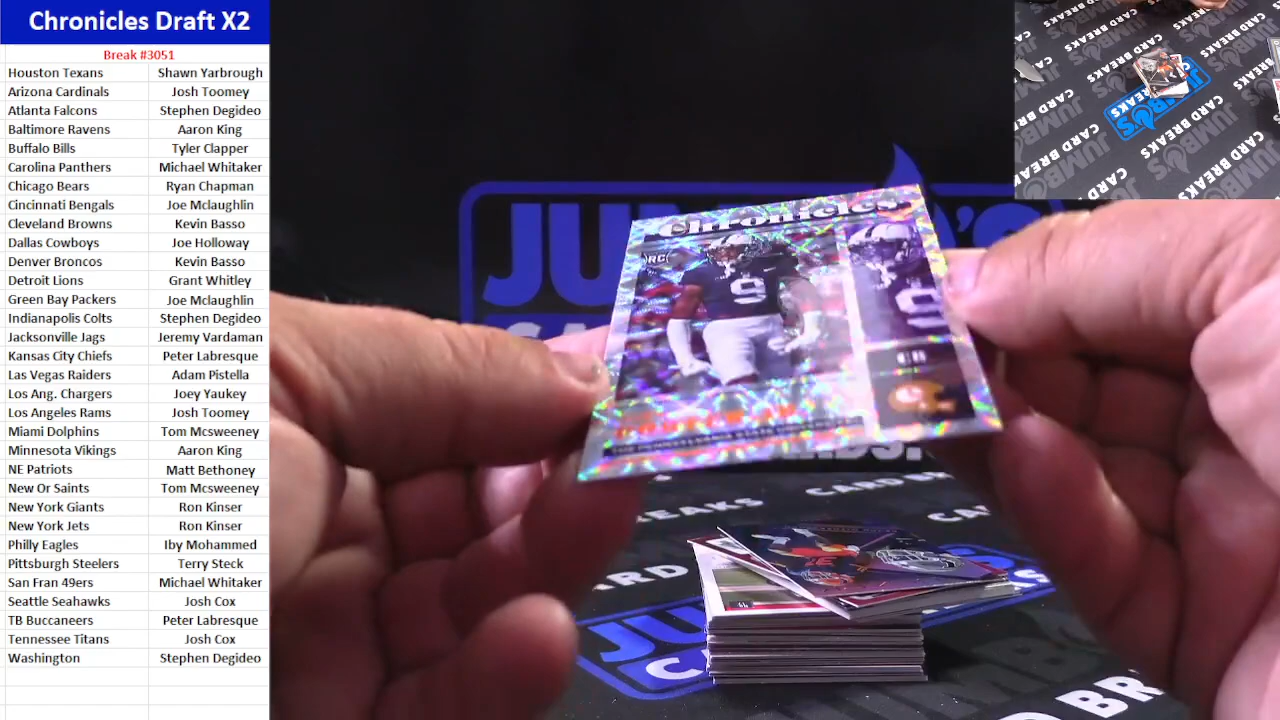 Chronicles Draft X2
Break #3051
Houston Texans Shawn Yarbrough
Arizona Cardinals Josh Toomey
Atlanta Falcons Stephen Degideo
Baltimore Ravens Aaron King
Buffalo Bills Tyler Clapper
Carolina Panthers Michael Whitaker
Chicago Bears Ryan Chapman
Cincinnati Bengals Joe Mclaughlin
Cleveland Browns Kevin Basso
Dallas Cowboys Joe Holloway
Denver Broncos Kevin Basso
Detroit Lions Grant Whitley
Green Bay Packers Joe Mclaughlin
Indianapolis Colts Stephen Degideo
Jacksonville Jags Jeremy Vardaman
Kansas City Chiefs Peter Labresque
Las Vegas Raiders Adam Pistella
Los Ang. Chargers Joey Yaukey
Los Angeles Rams Josh Toomey
Miami Dolphins Tom Mcsweeney
Minnesota Vikings Aaron King
NE Patriots Matt Bethoney
New Or Saints Tom Mcsweeney
New York Giants Ron Kinser
New York Jets Ron Kinser
Philly Eagles Iby Mohammed
Pittsburgh Steelers Terry Steck
San Fran 49ers Michael Whitaker
Seattle Seahawks Josh Cox
TB Buccaneers Peter Labresque
Tennessee Titans Josh Cox
Washington Stephen Degideo
Chronicles
RC
9
THE PENNSYLVANIA STATE
CARD BREAKS
JUMBO'S
CARD BREAKS